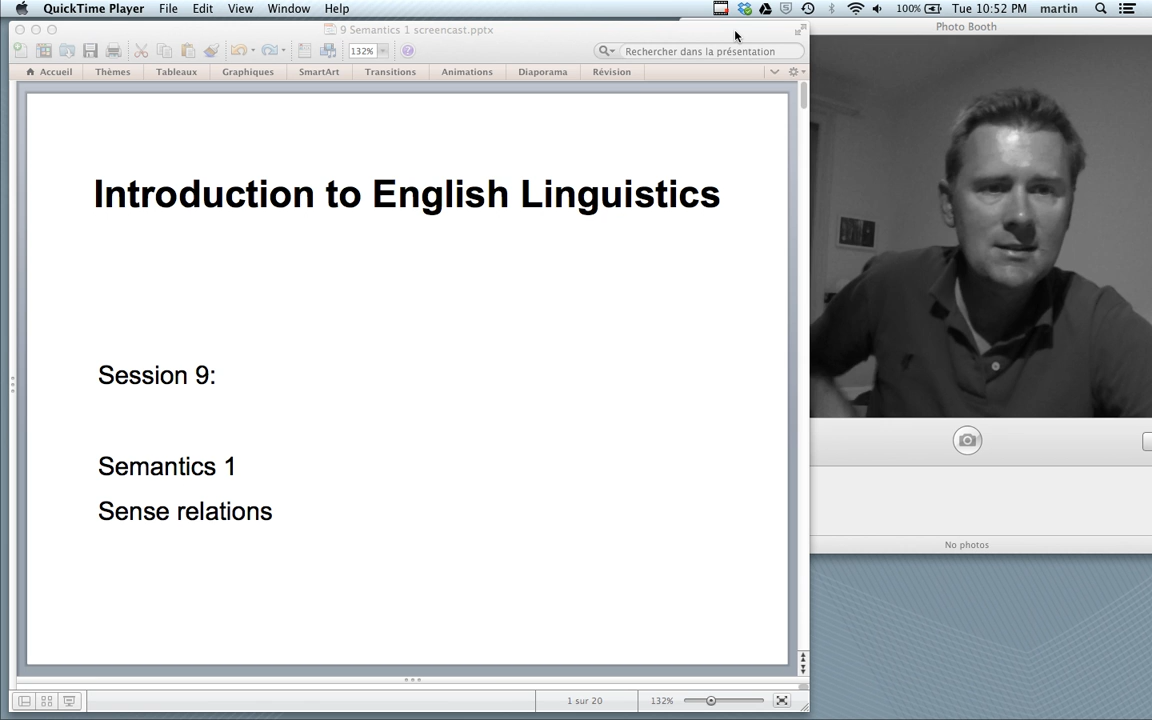 QuickTime Player File Edit View Window Help 100% Tue 10:52 PM martin
9 Semantics 1 screencast.pptx
Photo Booth
132% Rechercher dans la présentation
Accueil Thèmes Tableaux Graphiques SmartArt Transitions Animations Diaporama Révision
Introduction to English Linguistics
Session 9:
Semantics 1
Sense relations
No photos
1 sur 20 132%